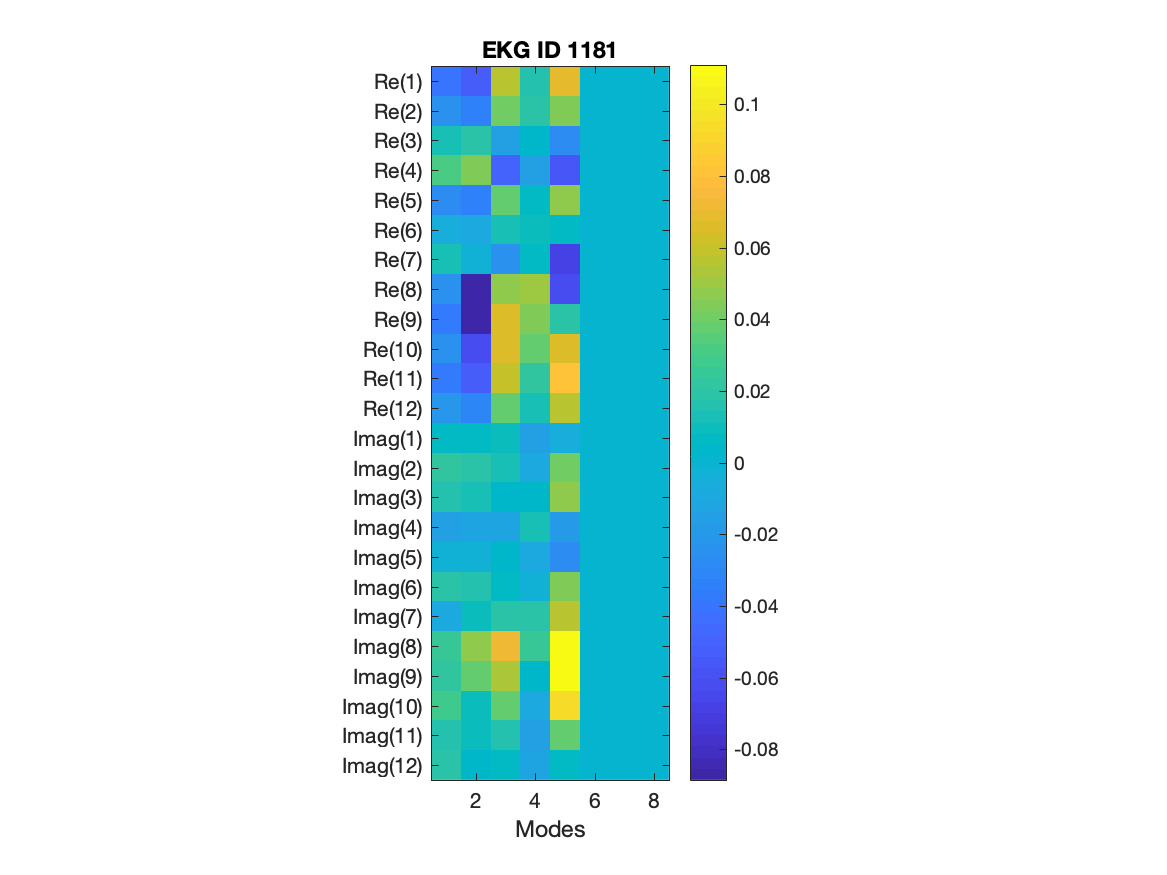 EKG ID 1181
Re(1)
Re(2)
Re(3)
Re(4)
Re(5)
Re(6)
Re(7)
Re(8)
Re(9)
Re(10)
Re(11)
Re(12)
Imag(1)
Imag(2)
Imag(3)
Imag(4)
Imag(5)
Imag(6)
Imag(7)
Imag(8)
Imag(9)
Imag(10)
Imag(11)
Imag(12)
2 4 6 8
Modes
0.1
0.08
0.06
0.04
0.02
0
-0.02
-0.04
-0.06
-0.08